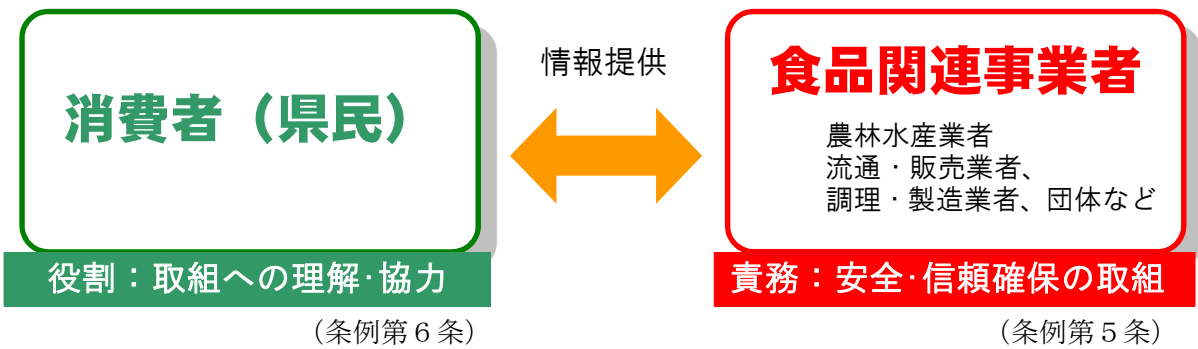 消費者（県民）
役割：取組への理解･協力
（条例第６条）
情報提供
食品関連事業者
農林水産業者
流通・販売業者、
調理・製造業者、団体など
責務：安全･信頼確保の取組
（条例第５条）